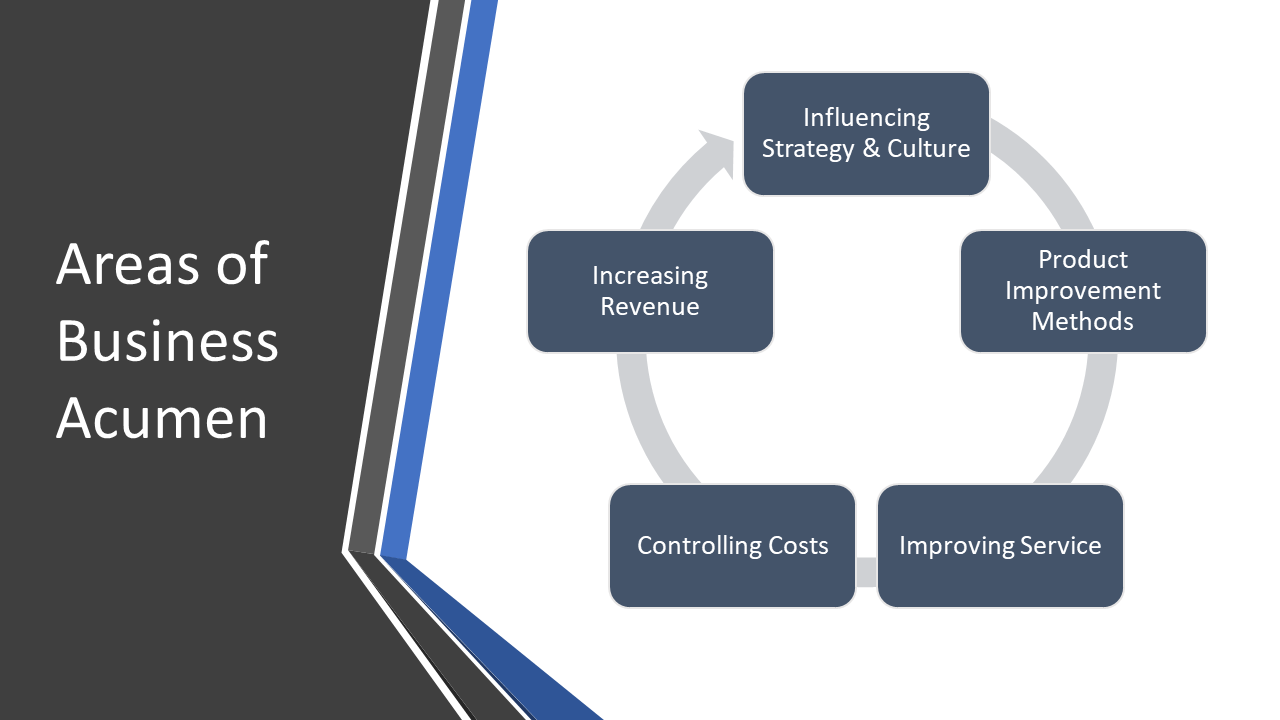 Areas of
Business
Acumen
Influencing
Strategy & Culture
Product
Improvement
Methods
Improving Service
Controlling Costs
Increasing
Revenue